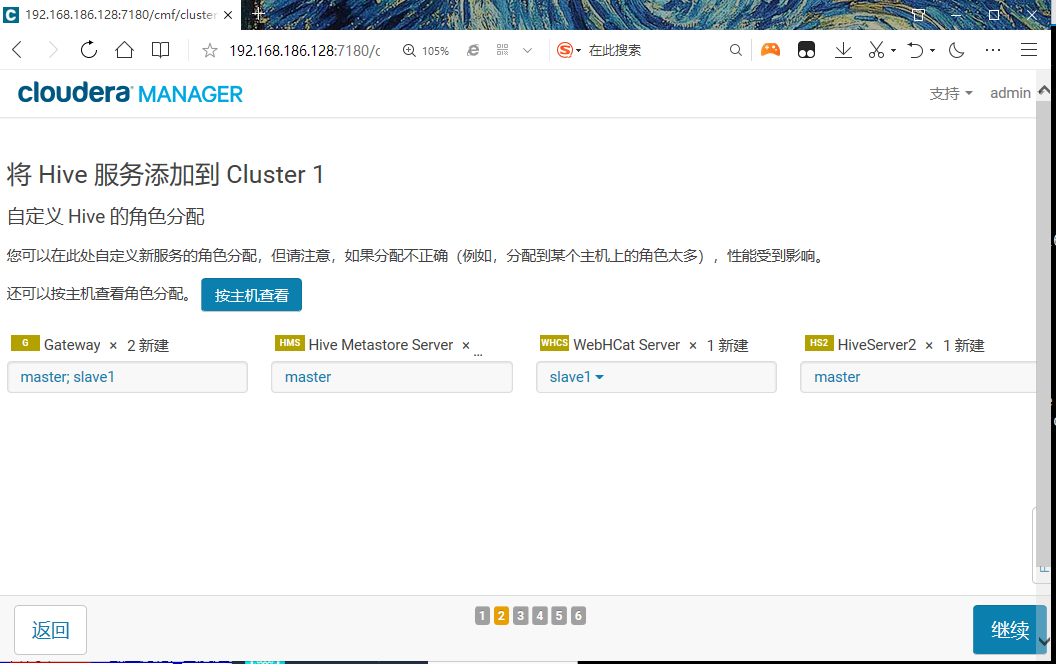 192.168.186.128:7180/cmf/cluster
192.168.186.128:7180/c 105% 在此搜索
cloudera MANAGER 支持 admin
将 Hive 服务添加到 Cluster 1
自定义 Hive 的角色分配
您可以在此处自定义新服务的角色分配，但请注意，如果分配不正确（例如，分配到某个主机上的角色太多），性能受到影响。
还可以按主机查看角色分配。 按主机查看
G Gateway × 2 新建 HMS Hive Metastore Server × ... WHCS WebHCat Server × 1 新建 HS2 HiveServer2 × 1 新建
master; slave1 master slave1 master
返回 1 2 3 4 5 6 继续